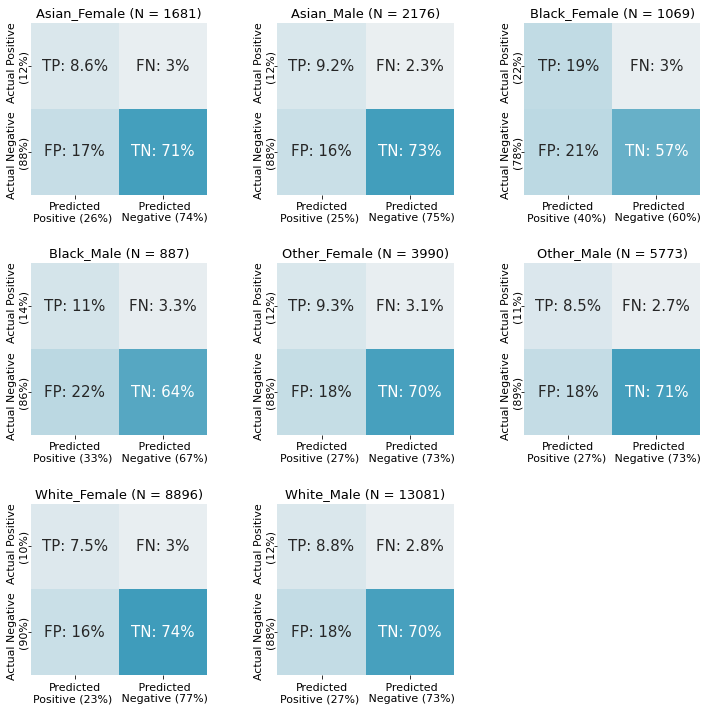 Asian_Female (N = 1681)
Actual Positive
(12%)
TP: 8.6%
FN: 3%
Actual Negative
(88%)
FP: 17%
TN: 71%
Predicted
Positive (26%)
Predicted
Negative (74%)
Asian_Male (N = 2176)
Actual Positive
(12%)
TP: 9.2%
FN: 2.3%
Actual Negative
(88%)
FP: 16%
TN: 73%
Predicted
Positive (25%)
Predicted
Negative (75%)
Black_Female (N = 1069)
Actual Positive
(22%)
TP: 19%
FN: 3%
Actual Negative
(78%)
FP: 21%
TN: 57%
Predicted
Positive (40%)
Predicted
Negative (60%)
Black_Male (N = 887)
Actual Positive
(14%)
TP: 11%
FN: 3.3%
Actual Negative
(86%)
FP: 22%
TN: 64%
Predicted
Positive (33%)
Predicted
Negative (67%)
Other_Female (N = 3990)
Actual Positive
(12%)
TP: 9.3%
FN: 3.1%
Actual Negative
(88%)
FP: 18%
TN: 70%
Predicted
Positive (27%)
Predicted
Negative (73%)
Other_Male (N = 5773)
Actual Positive
(11%)
TP: 8.5%
FN: 2.7%
Actual Negative
(89%)
FP: 18%
TN: 71%
Predicted
Positive (27%)
Predicted
Negative (73%)
White_Female (N = 8896)
Actual Positive
(10%)
TP: 7.5%
FN: 3%
Actual Negative
(90%)
FP: 16%
TN: 74%
Predicted
Positive (23%)
Predicted
Negative (77%)
White_Male (N = 13081)
Actual Positive
(12%)
TP: 8.8%
FN: 2.8%
Actual Negative
(88%)
FP: 18%
TN: 70%
Predicted
Positive (27%)
Predicted
Negative (73%)